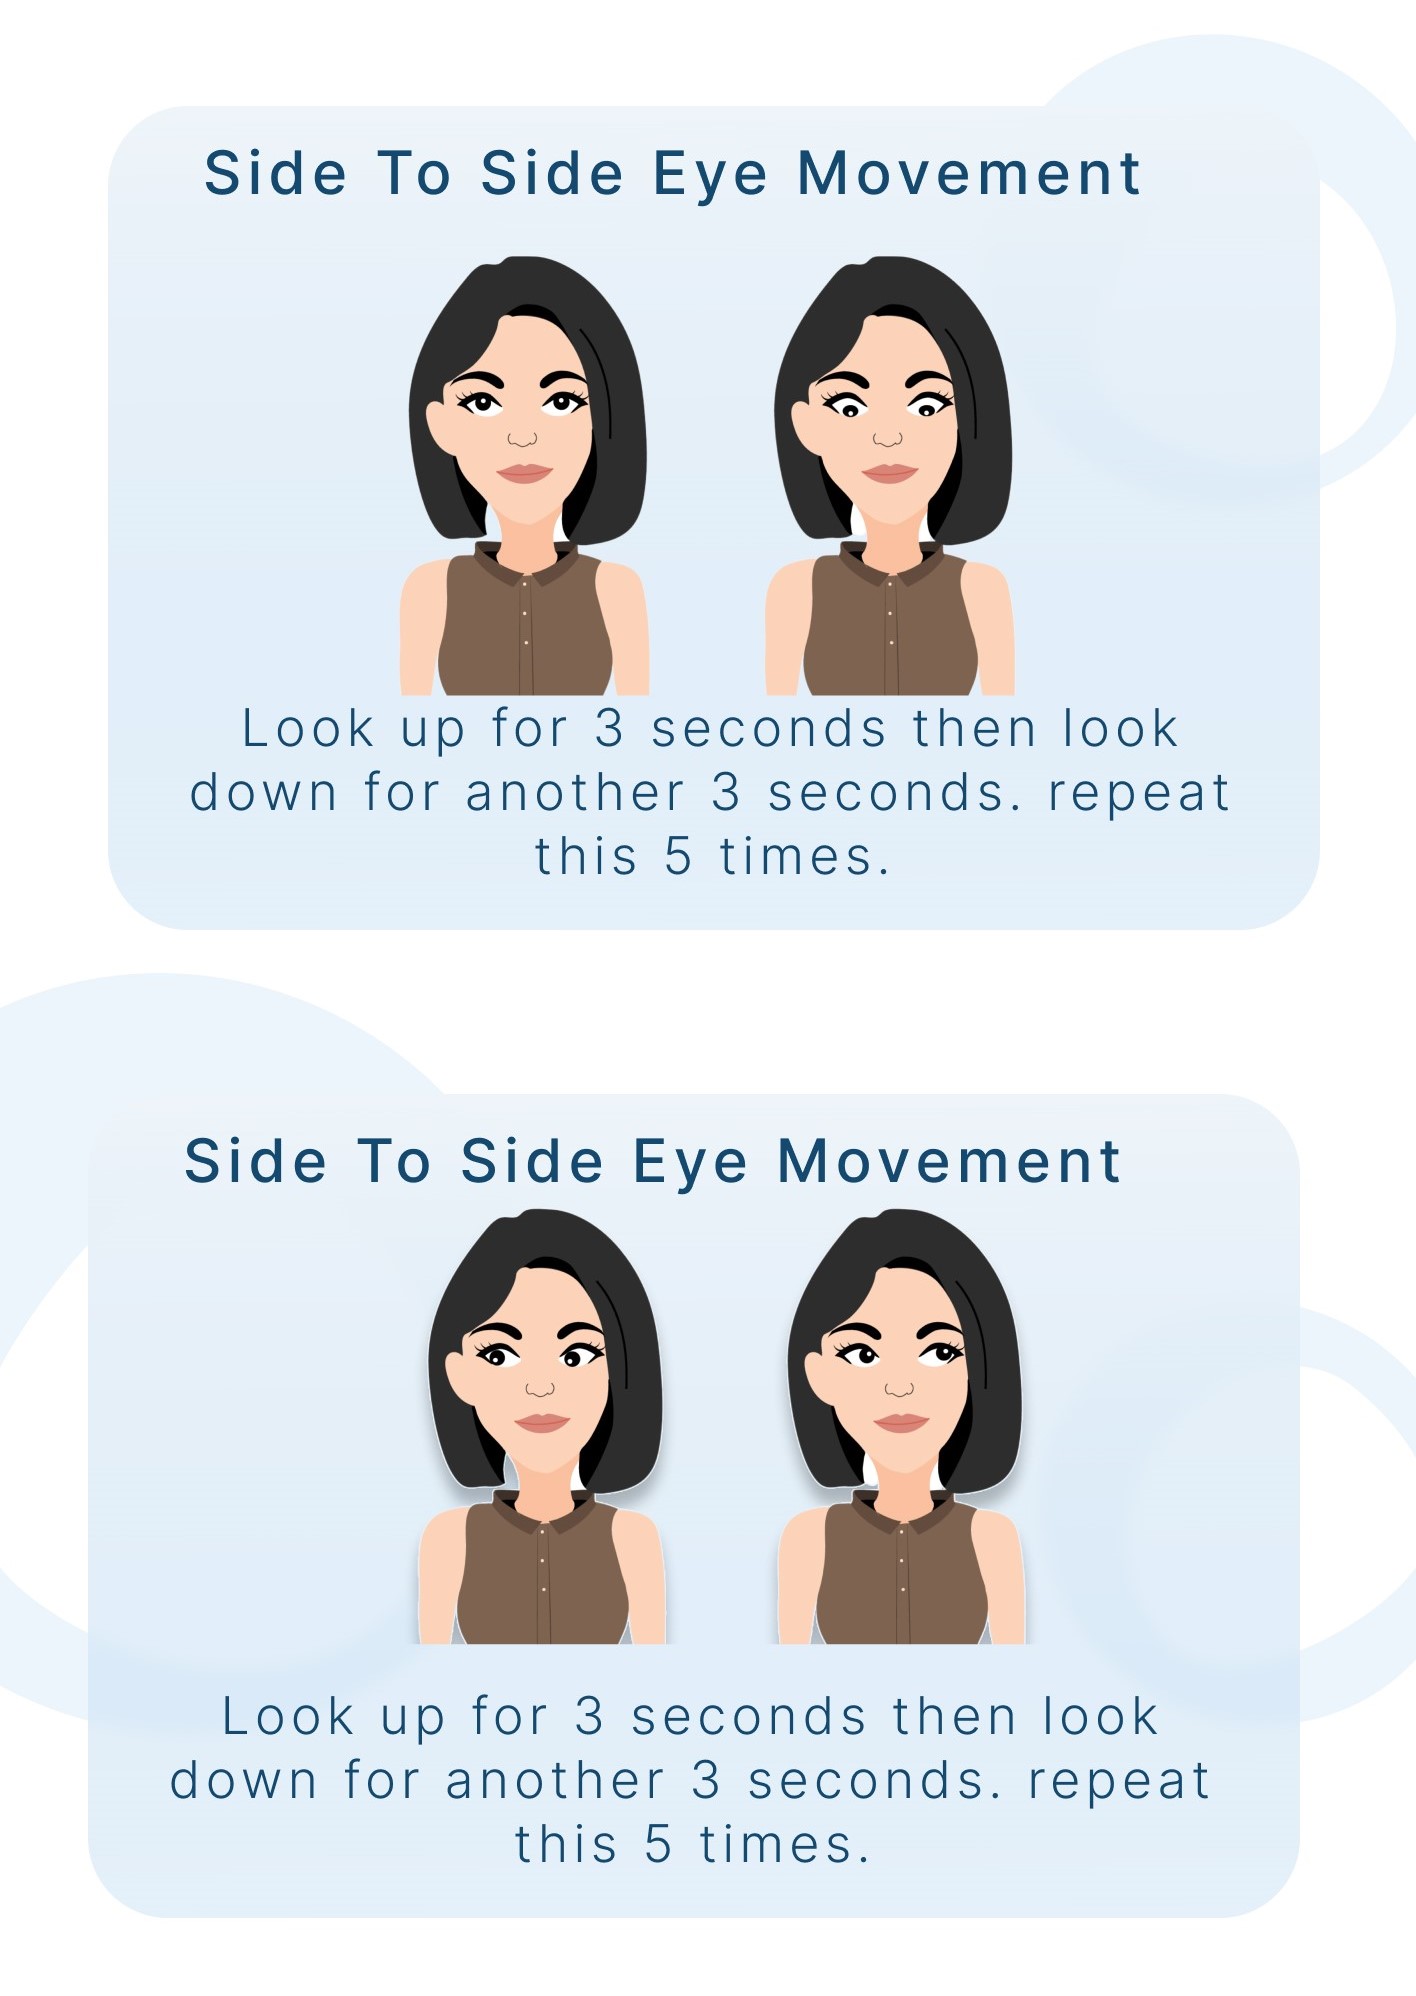 Side To Side Eye Movement
Look up for 3 seconds then look
down for another 3 seconds. repeat
this 5 times.
Side To Side Eye Movement
Look up for 3 seconds then look
down for another 3 seconds. repeat
this 5 times.